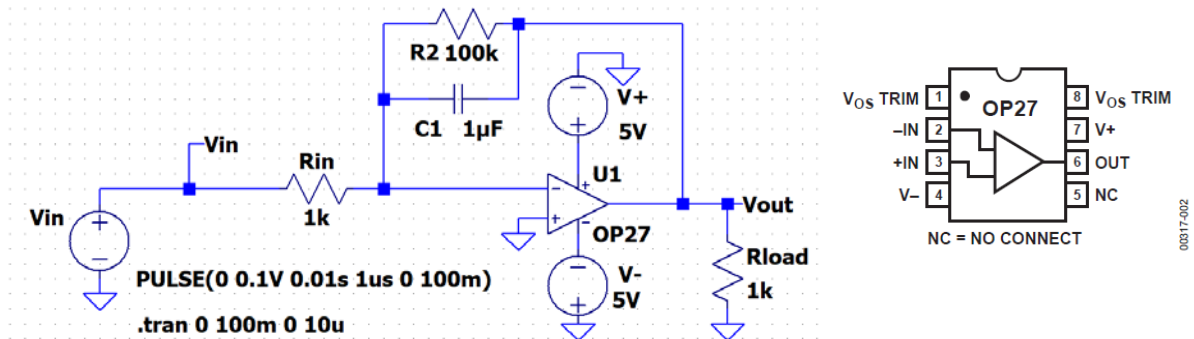 R2 100k
C1 1µF
V+
5V
Vin
Rin
1k
U1
-
+
+
-
OP27
Vout
Vin
+
-
-
+
-
+
V-
5V
Rload
1k
PULSE(0 0.1V 0.01s 1us 0 100m)
.tran 0 100m 0 10u
VOS TRIM 1
–IN 2
+IN 3
V– 4
OP27
8 VOS TRIM
7 V+
6 OUT
5 NC
NC = NO CONNECT
00317-002